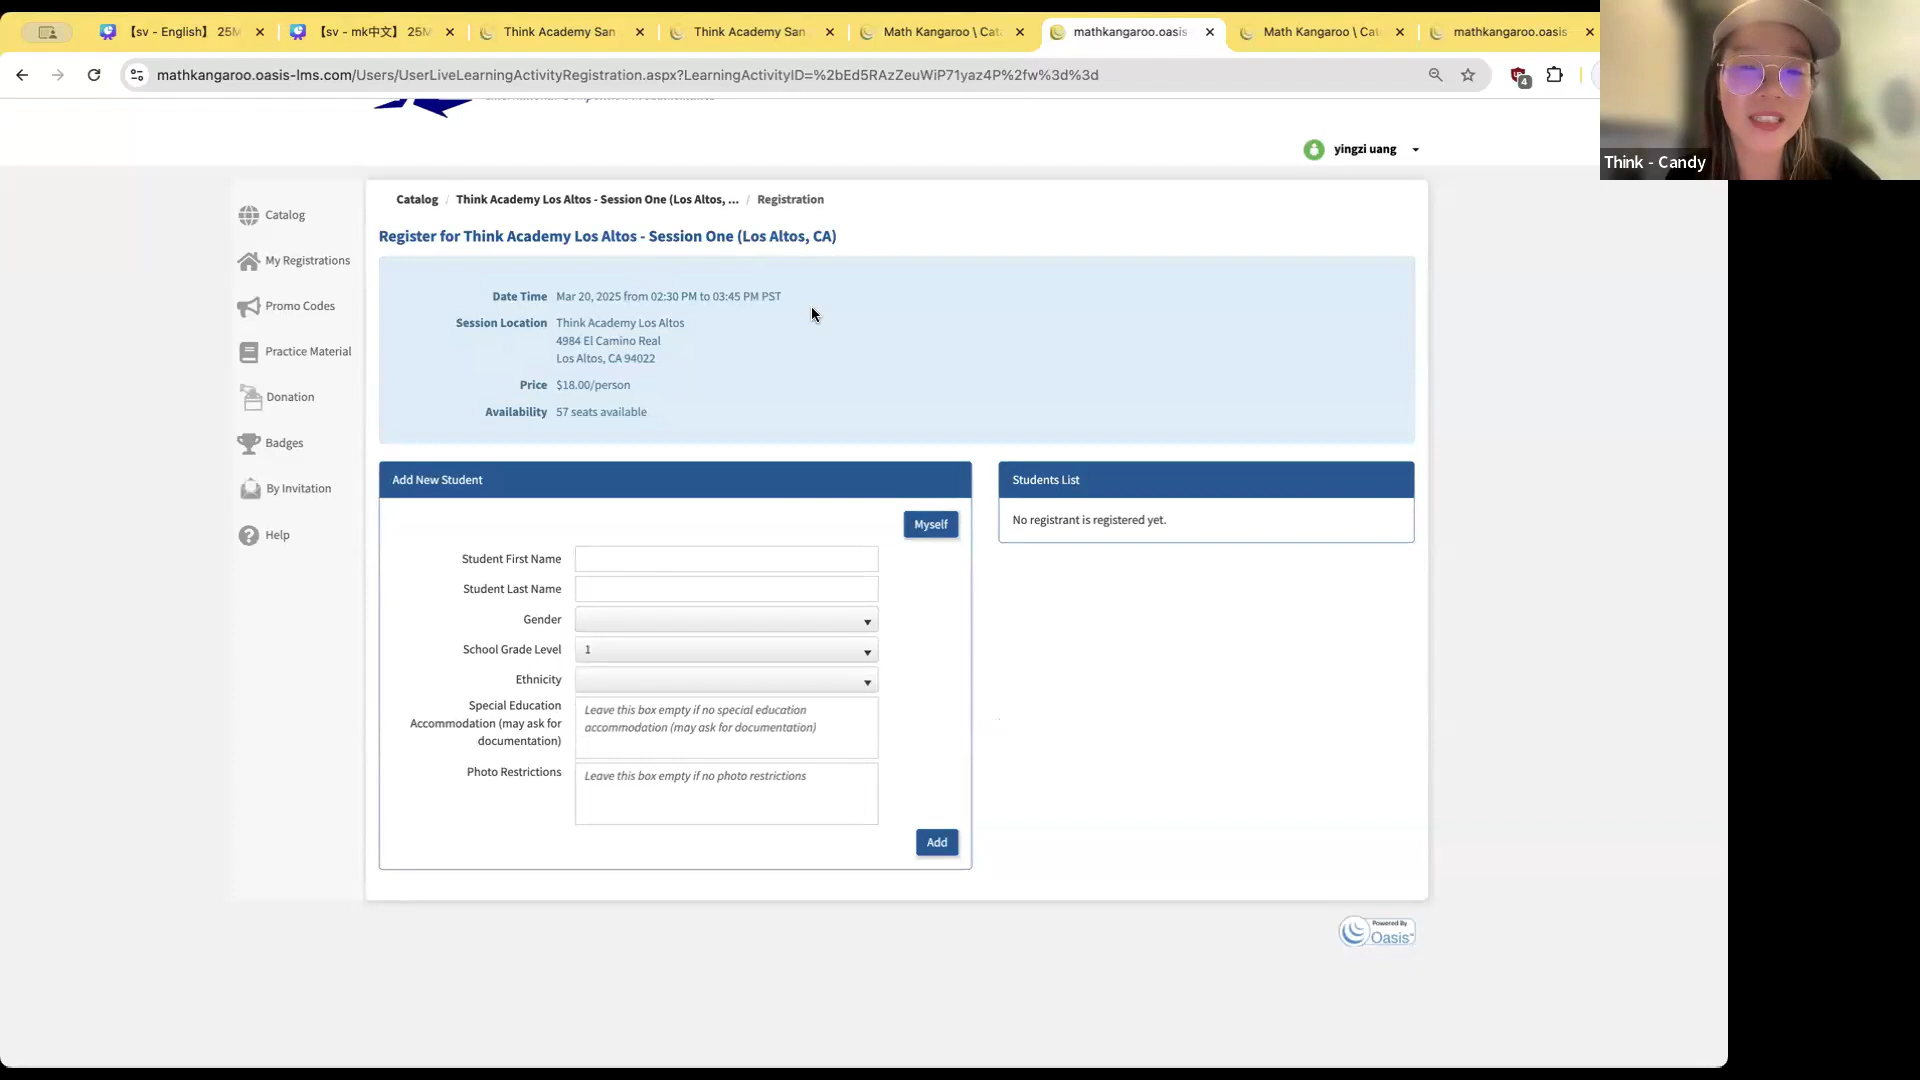 【sv - English】 25M
【sv - mk中文】 25M
Think Academy San
Think Academy San
Math Kangaroo \ Cat
mathkangaroo.oasis
Math Kangaroo \ Cat
mathkangaroo.oasis
mathkangaroo.oasis-lms.com/Users/UserLiveLearningActivityRegistration.aspx?LearningActivityID=%2bEd5RAzZeuWiP71yaz4P%2fw%3d%3d
4
Think - Candy
yingzi uang
Catalog
My Registrations
Promo Codes
Practice Material
Donation
Badges
By Invitation
Help
Catalog / Think Academy Los Altos - Session One (Los Altos, ... / Registration
Register for Think Academy Los Altos - Session One (Los Altos, CA)
Date Time Mar 20, 2025 from 02:30 PM to 03:45 PM PST
Session Location Think Academy Los Altos
4984 El Camino Real
Los Altos, CA 94022
Price $18.00/person
Availability 57 seats available
Add New Student
Myself
Student First Name
Student Last Name
Gender
School Grade Level 1
Ethnicity
Special Education
Accommodation (may ask for
documentation)
Leave this box empty if no special education
accommodation (may ask for documentation)
Photo Restrictions
Leave this box empty if no photo restrictions
Add
Students List
No registrant is registered yet.
Powered By
Oasis